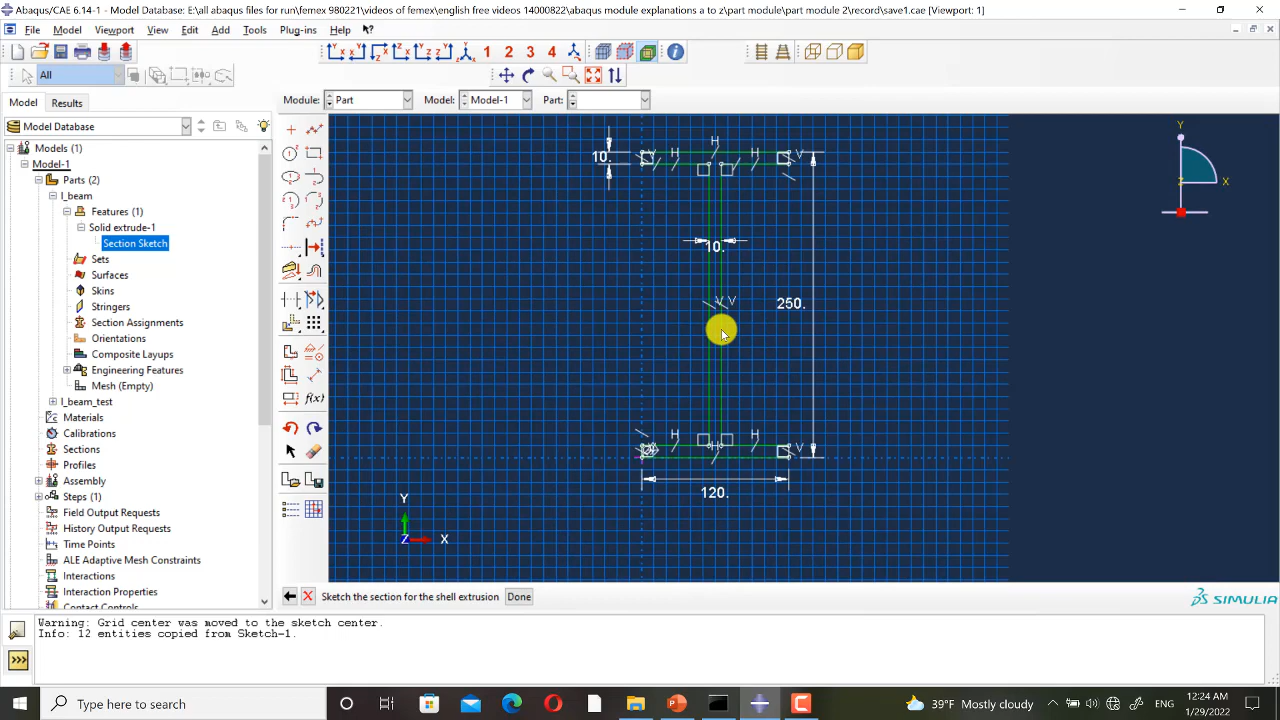 Abaqus/CAE 6.14-1 - Model Database: E:\all abaqus files for run\femex 980221\videos of femex\english free videos 14000822\abaqus module explanations a to z\part module\part module 2\record\save1.cae [Viewport: 1]
File Model Viewport View Edit Add Tools Plug-ins Help
1 2 3 4
All
Model Results
Module: Part Model: Model-1 Part:
Model Database
Models (1)
Model-1
Parts (2)
I_beam
Features (1)
Solid extrude-1
Section Sketch
Sets
Surfaces
Skins
Stringers
Section Assignments
Orientations
Composite Layups
Engineering Features
Mesh (Empty)
I_beam_test
Materials
Calibrations
Sections
Profiles
Assembly
Steps (1)
Field Output Requests
History Output Requests
Time Points
ALE Adaptive Mesh Constraints
Interactions
Interaction Properties
Contact Controls
f(x)
10.
H
H H V
10.
V V
250.
H H V
H
120.
Y
Z X
Y
Z X
Sketch the section for the shell extrusion Done
SIMULIA
Warning: Grid center was moved to the sketch center.
Info: 12 entities copied from Sketch-1.
>>>
Type here to search
39°F Mostly cloudy
ENG
12:24 AM
1/29/2022